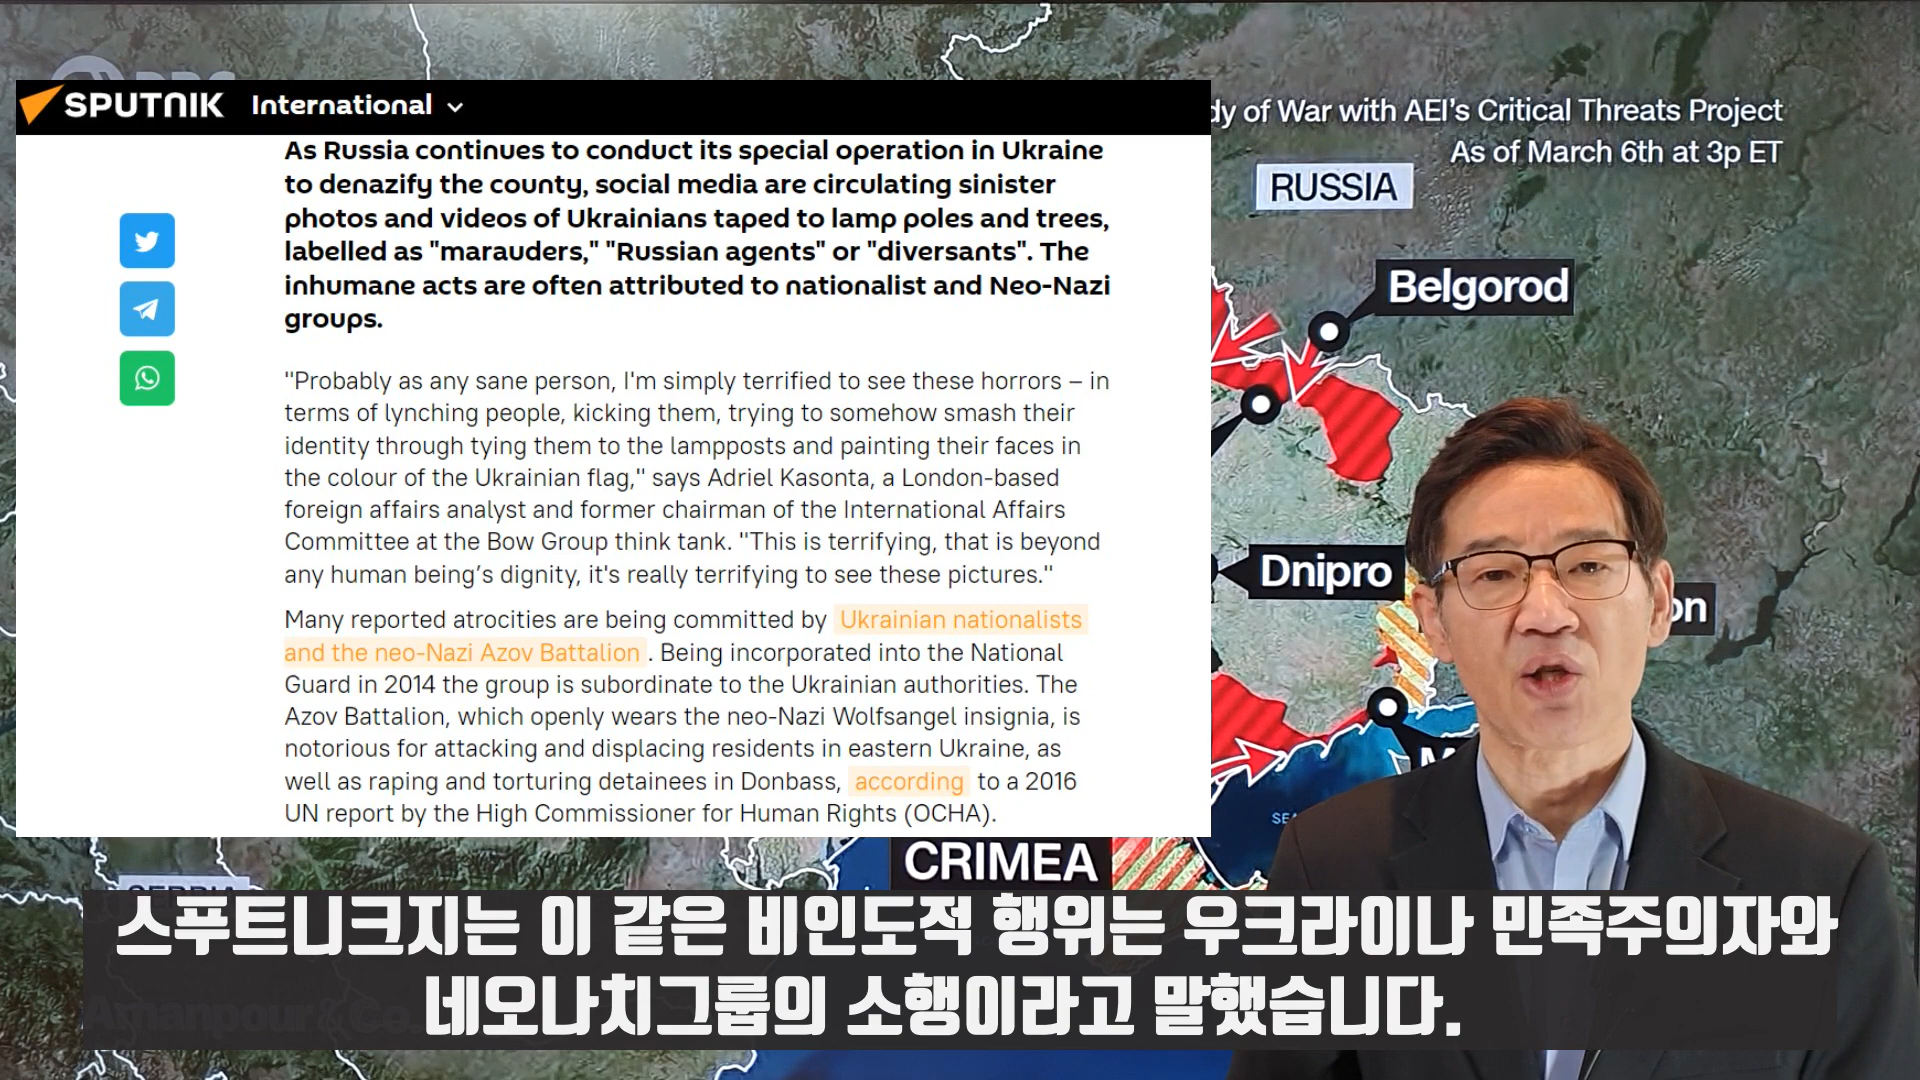 SPUTNIK International
As Russia continues to conduct its special operation in Ukraine
to denazify the county, social media are circulating sinister
photos and videos of Ukrainians taped to lamp poles and trees,
labelled as "marauders," "Russian agents" or "diversants". The
inhumane acts are often attributed to nationalist and Neo-Nazi
groups.
"Probably as any sane person, I'm simply terrified to see these horrors – in
terms of lynching people, kicking them, trying to somehow smash their
identity through tying them to the lampposts and painting their faces in
the colour of the Ukrainian flag," says Adriel Kasonta, a London-based
foreign affairs analyst and former chairman of the International Affairs
Committee at the Bow Group think tank. "This is terrifying, that is beyond
any human being’s dignity, it's really terrifying to see these pictures."
Many reported atrocities are being committed by Ukrainian nationalists
and the neo-Nazi Azov Battalion . Being incorporated into the National
Guard in 2014 the group is subordinate to the Ukrainian authorities. The
Azov Battalion, which openly wears the neo-Nazi Wolfsangel insignia, is
notorious for attacking and displacing residents in eastern Ukraine, as
well as raping and torturing detainees in Donbass, according to a 2016
UN report by the High Commissioner for Human Rights (OCHA).
dy of War with AEI’s Critical Threats Project
As of March 6th at 3p ET
RUSSIA
Belgorod
Dnipro
on
M
SEA
CRIMEA
SERBIA
Amanpour & Co.
스푸트니크지는 이 같은 비인도적 행위는 우크라이나 민족주의자와
네오나치그룹의 소행이라고 말했습니다.